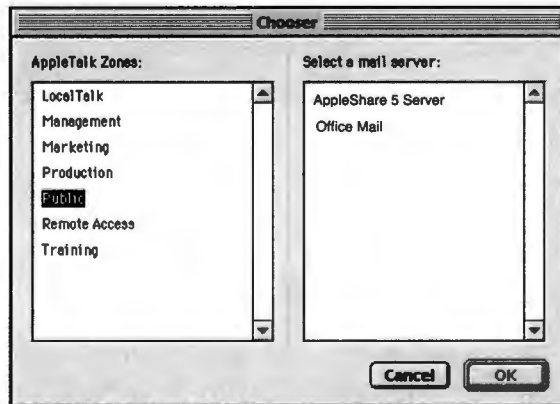 Chooser
AppleTalk Zones:
LocalTalk
Management
Marketing
Production
Public
Remote Access
Training
Select a mail server:
AppleShare 5 Server
Office Mail
Cancel
OK